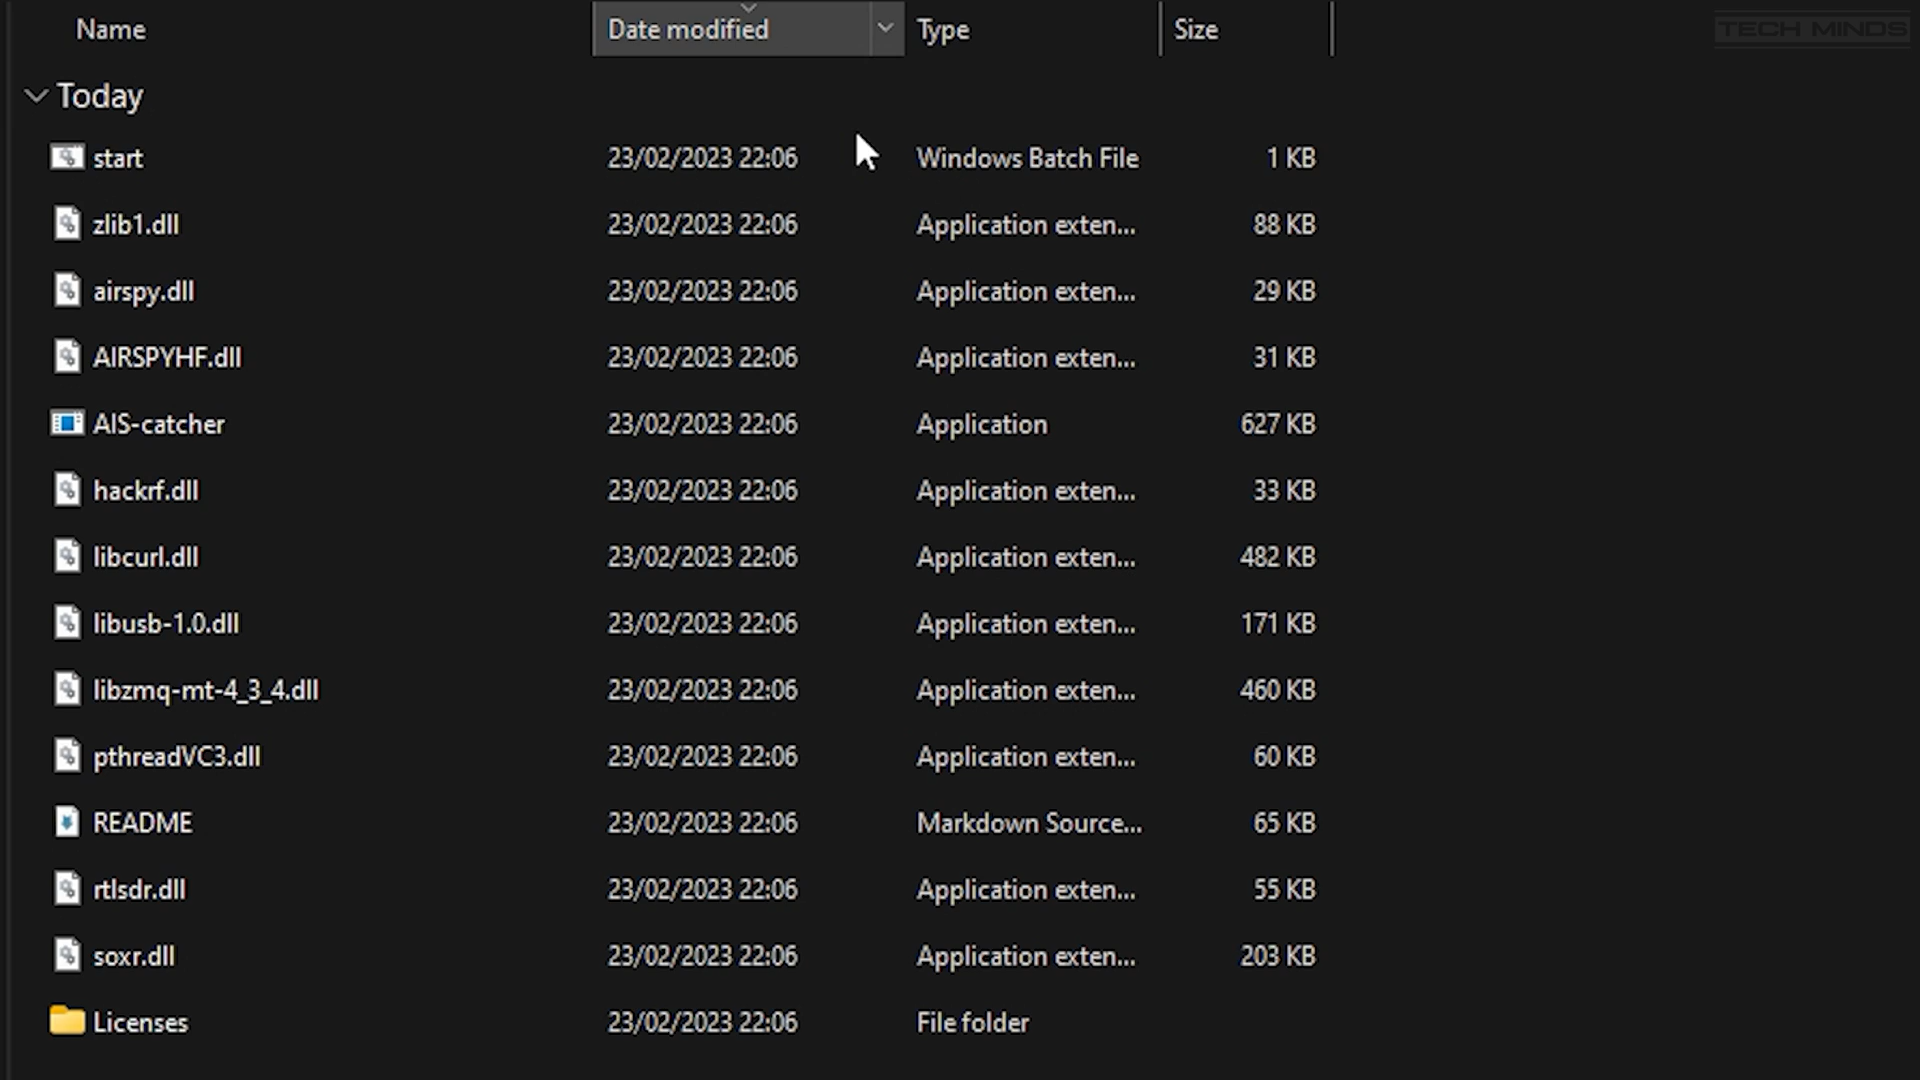 Name Date modified Type Size
TECH MINDS
Today
start 23/02/2023 22:06 Windows Batch File 1 KB
zlib1.dll 23/02/2023 22:06 Application exten... 88 KB
airspy.dll 23/02/2023 22:06 Application exten... 29 KB
AIRSPYHF.dll 23/02/2023 22:06 Application exten... 31 KB
AIS-catcher 23/02/2023 22:06 Application 627 KB
hackrf.dll 23/02/2023 22:06 Application exten... 33 KB
libcurl.dll 23/02/2023 22:06 Application exten... 482 KB
libusb-1.0.dll 23/02/2023 22:06 Application exten... 171 KB
libzmq-mt-4_3_4.dll 23/02/2023 22:06 Application exten... 460 KB
pthreadVC3.dll 23/02/2023 22:06 Application exten... 60 KB
README 23/02/2023 22:06 Markdown Source... 65 KB
rtlsdr.dll 23/02/2023 22:06 Application exten... 55 KB
soxr.dll 23/02/2023 22:06 Application exten... 203 KB
Licenses 23/02/2023 22:06 File folder